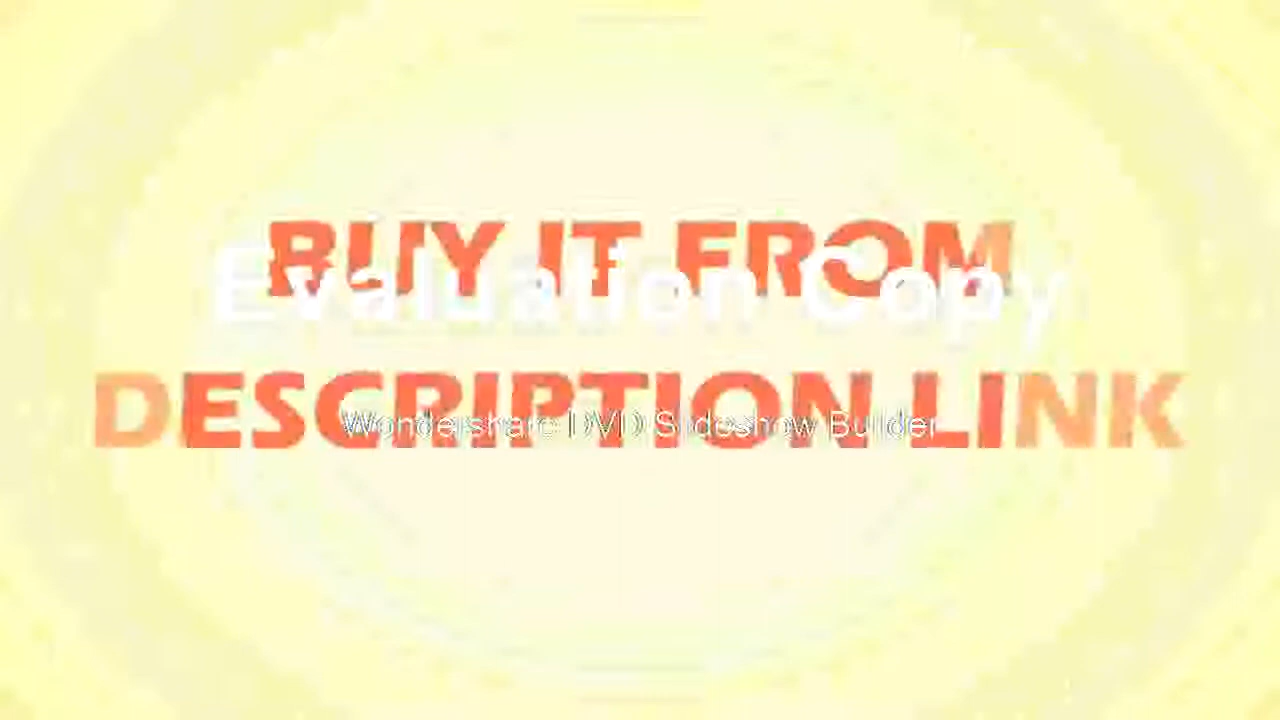 BUY IT FROM
Evaluation Copy
DESCRIPTION LINK
Wondershare DVD Slideshow Builder